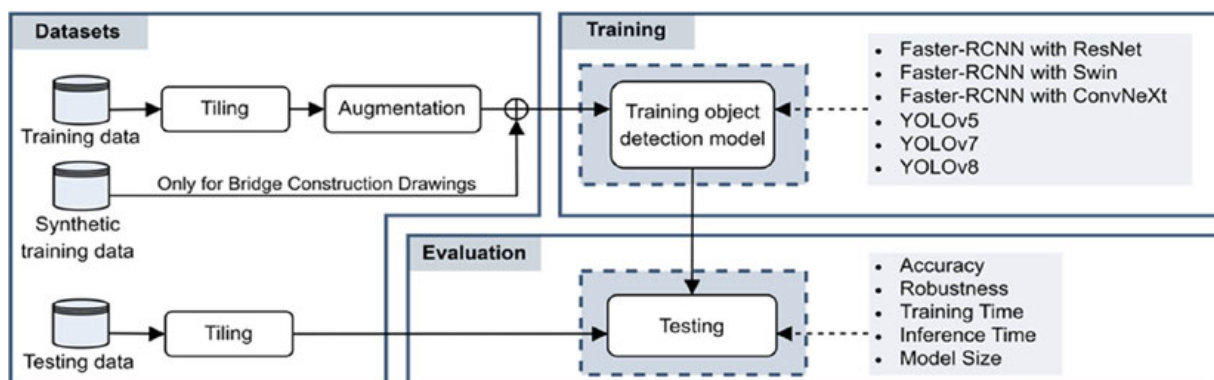 Datasets
Training data
Tiling
Augmentation
Only for Bridge Construction Drawings
Synthetic
training data
Testing data
Tiling
Training
Training object
detection model
• Faster-RCNN with ResNet
• Faster-RCNN with Swin
• Faster-RCNN with ConvNeXt
• YOLOv5
• YOLOv7
• YOLOv8
Evaluation
Testing
• Accuracy
• Robustness
• Training Time
• Inference Time
• Model Size